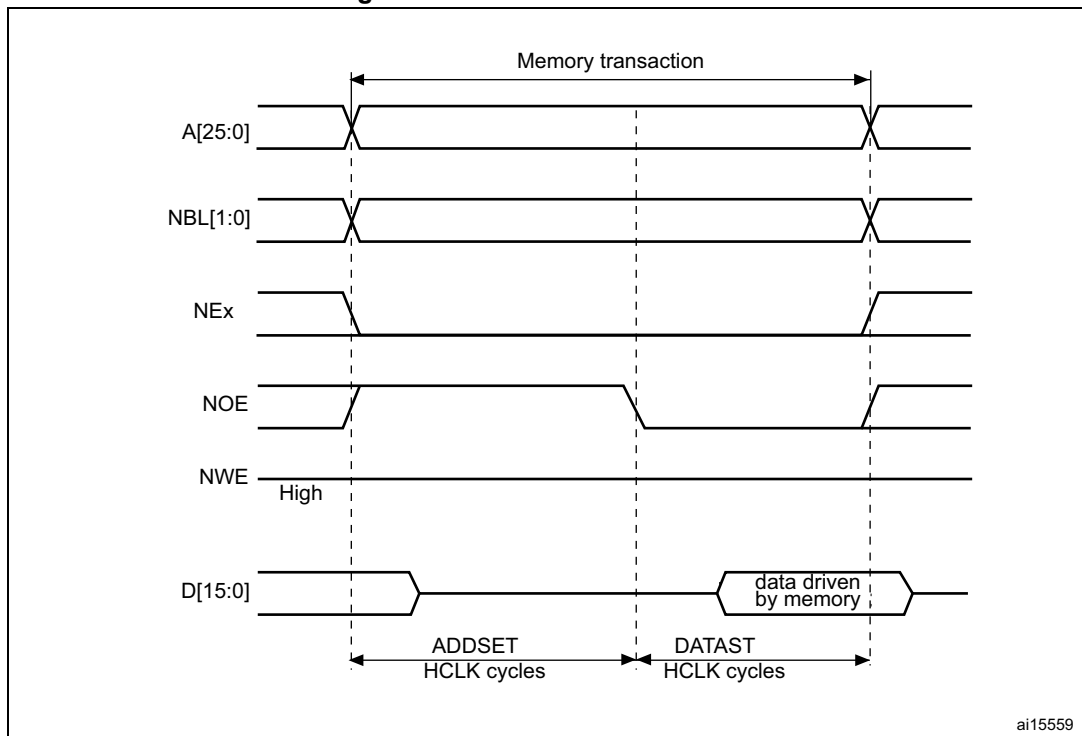 Memory transaction
A[25:0]
NBL[1:0]
NEx
NOE
NWE
High
D[15:0]
data driven
by memory
ADDSET
HCLK cycles
DATAST
HCLK cycles
ai15559